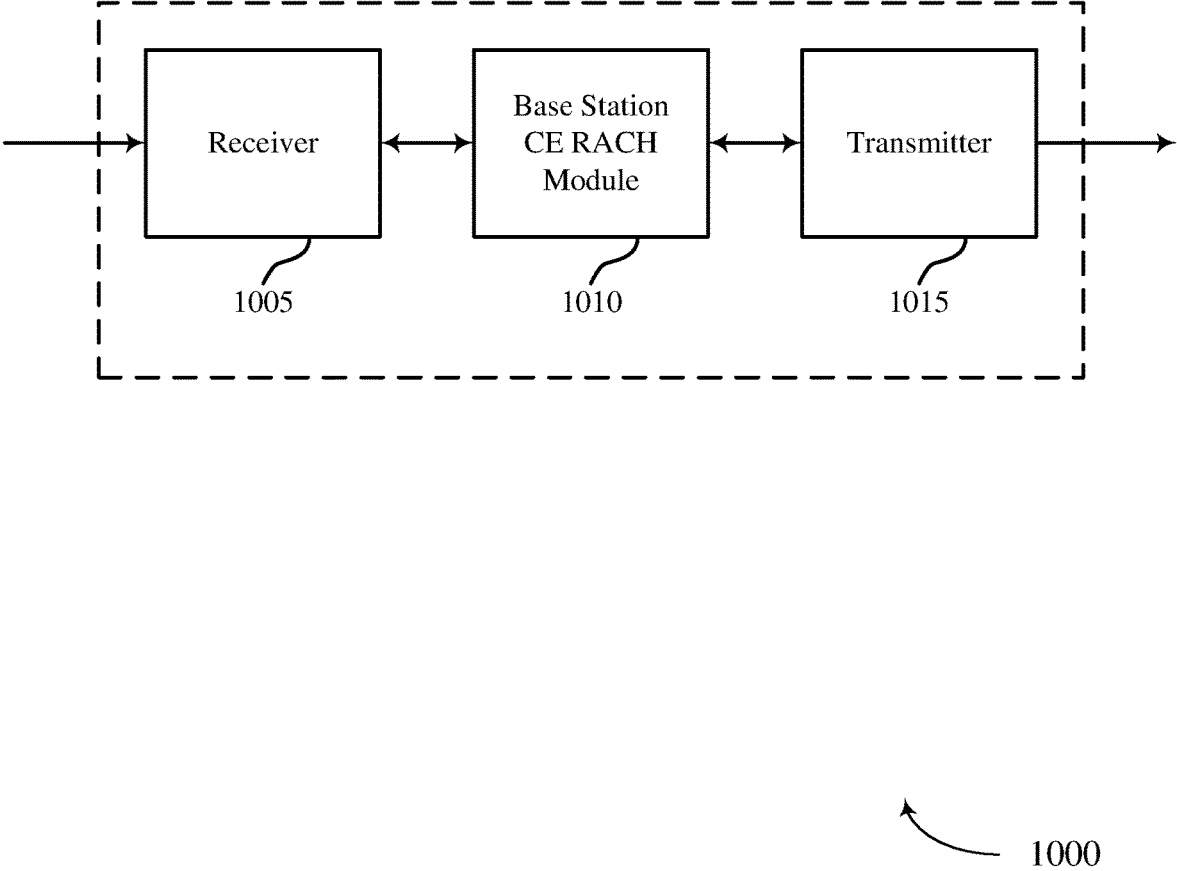 Receiver
Base Station
CE RACH
Module
Transmitter
1005
1010
1015
1000